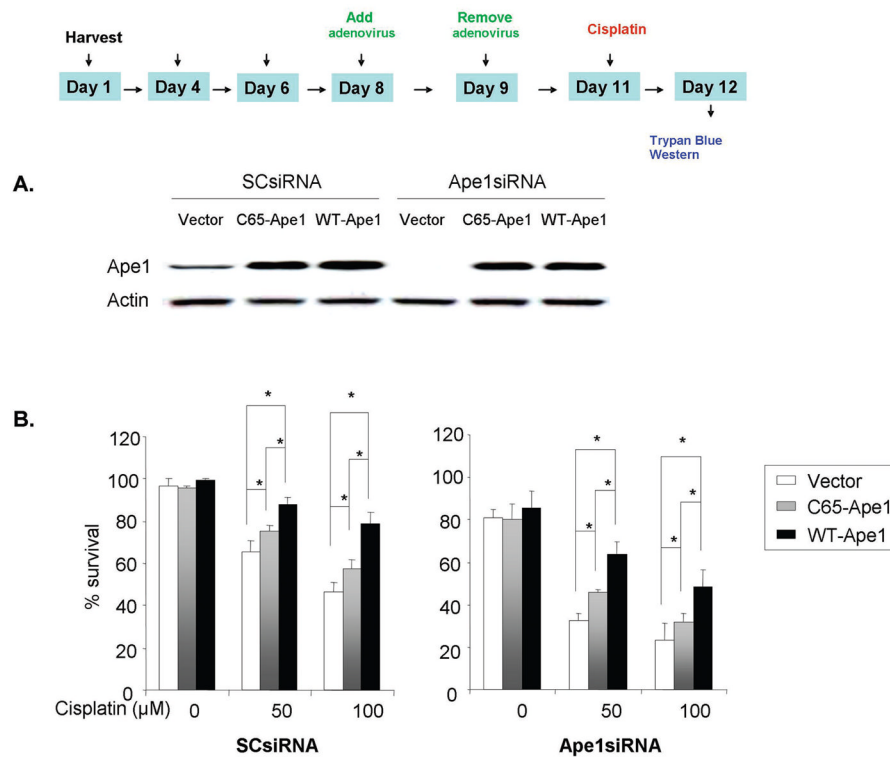 Add
adenovirus
Remove
adenovirus
Harvest
Cisplatin
Day 1
Day 4
Day 6
Day 8
Day 9
Day 11
Day 12
Trypan Blue
Western
A.
SCsiRNA
Ape1siRNA
Vector C65-Ape1 WT-Ape1 Vector C65-Ape1 WT-Ape1
Ape1
Actin
B.
% survival
120
100
80
60
40
20
0
* * * * * *
Cisplatin (µM) 0 50 100
SCsiRNA
120
100
80
60
40
20
0
* * * * * *
0 50 100
Ape1siRNA
Vector
C65-Ape1
WT-Ape1